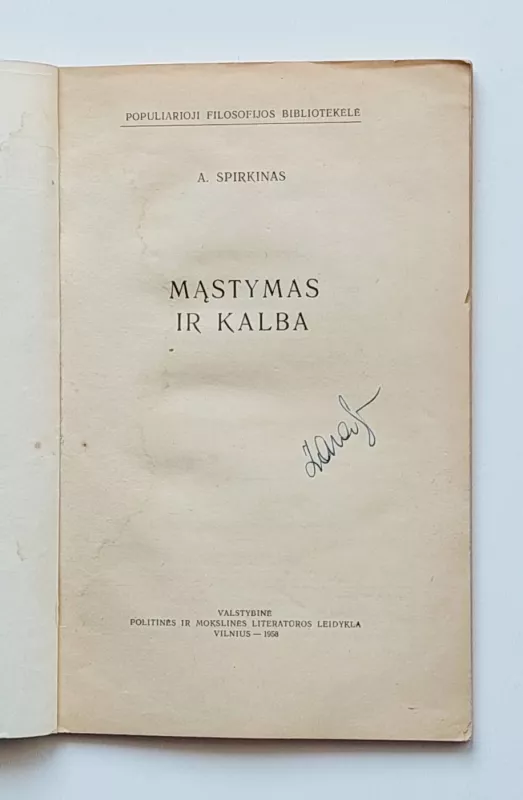 POPULIARIOJI FILOSOFIJOS BIBLIOTEKĖLĖ
A. SPIRKINAS
MĄSTYMAS
IR KALBA
VALSTYBINĖ
POLITINĖS IR MOKSLINĖS LITERATŪROS LEIDYKLA
VILNIUS — 1958